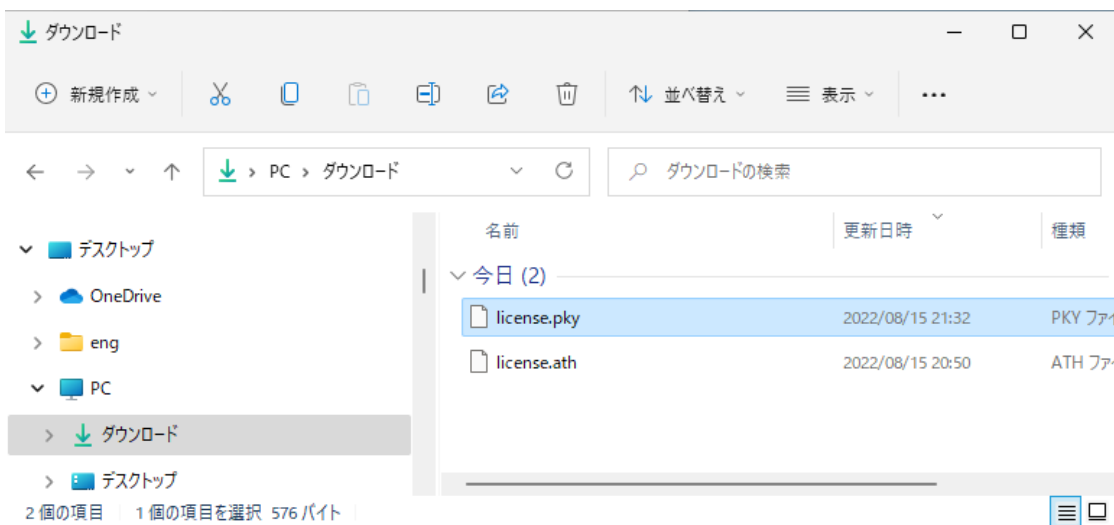 ダウンロード
新規作成 並べ替え 表示
PC ダウンロード ダウンロードの検索
デスクトップ
OneDrive
eng
PC
ダウンロード
デスクトップ
名前 更新日時 種類
今日 (2)
license.pky 2022/08/15 21:32 PKY ファイ
license.ath 2022/08/15 20:50 ATH ファイ
2 個の項目 1 個の項目を選択 576 バイト